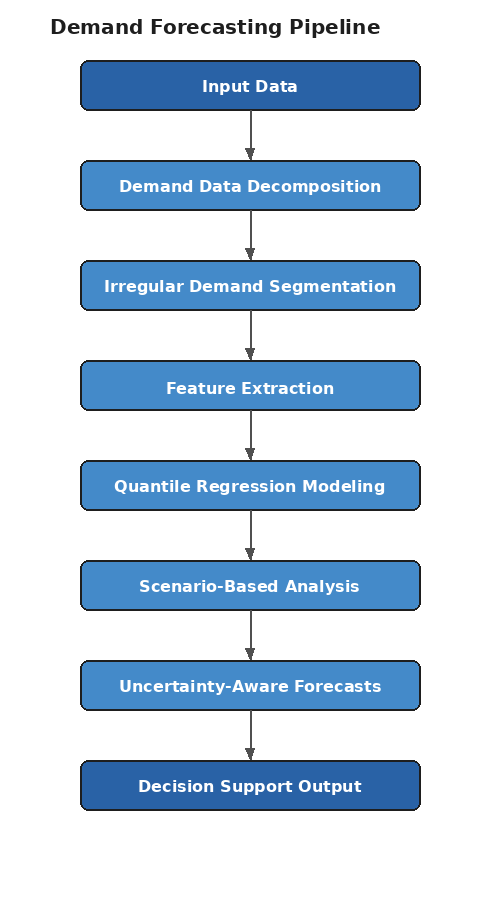 Demand Forecasting Pipeline
Input Data
Demand Data Decomposition
Irregular Demand Segmentation
Feature Extraction
Quantile Regression Modeling
Scenario-Based Analysis
Uncertainty-Aware Forecasts
Decision Support Output